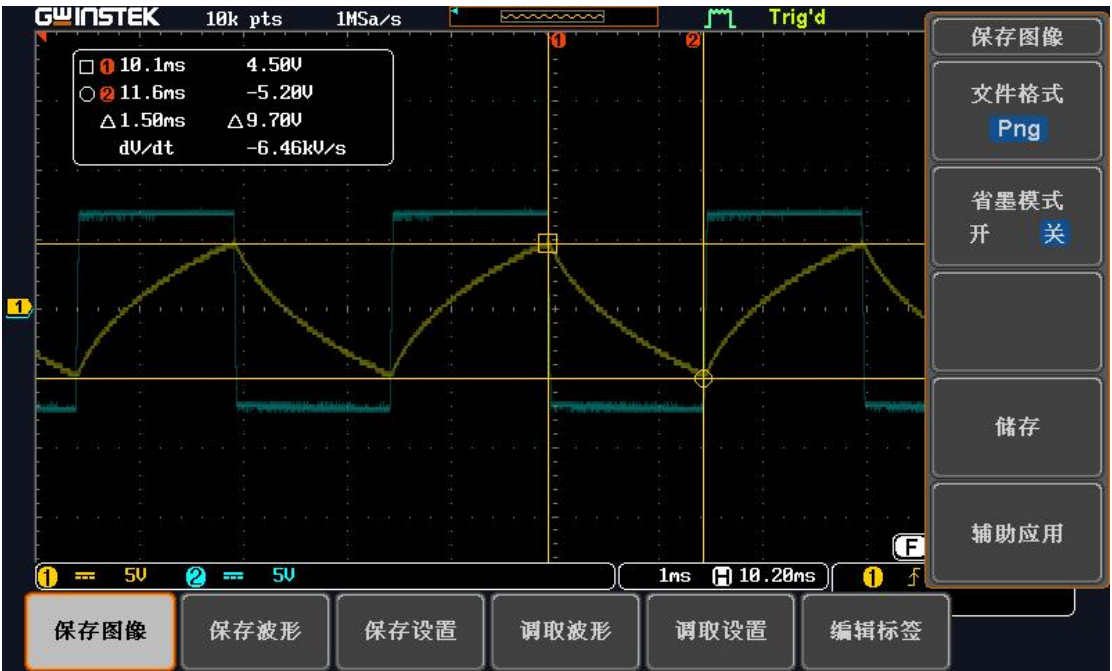 GWINSTEK 10k pts 1MSa/s Trig'd
1 2
□ 1 10.1ms 4.50V
○ 2 11.6ms -5.20V
△1.50ms △9.70V
dV/dt -6.46kV/s
1
保存图像
文件格式
Png
省墨模式
开 关
储存
辅助应用
F
1 5V 2 5V 1ms H 10.20ms 1
保存图像 保存波形 保存设置 调取波形 调取设置 编辑标签